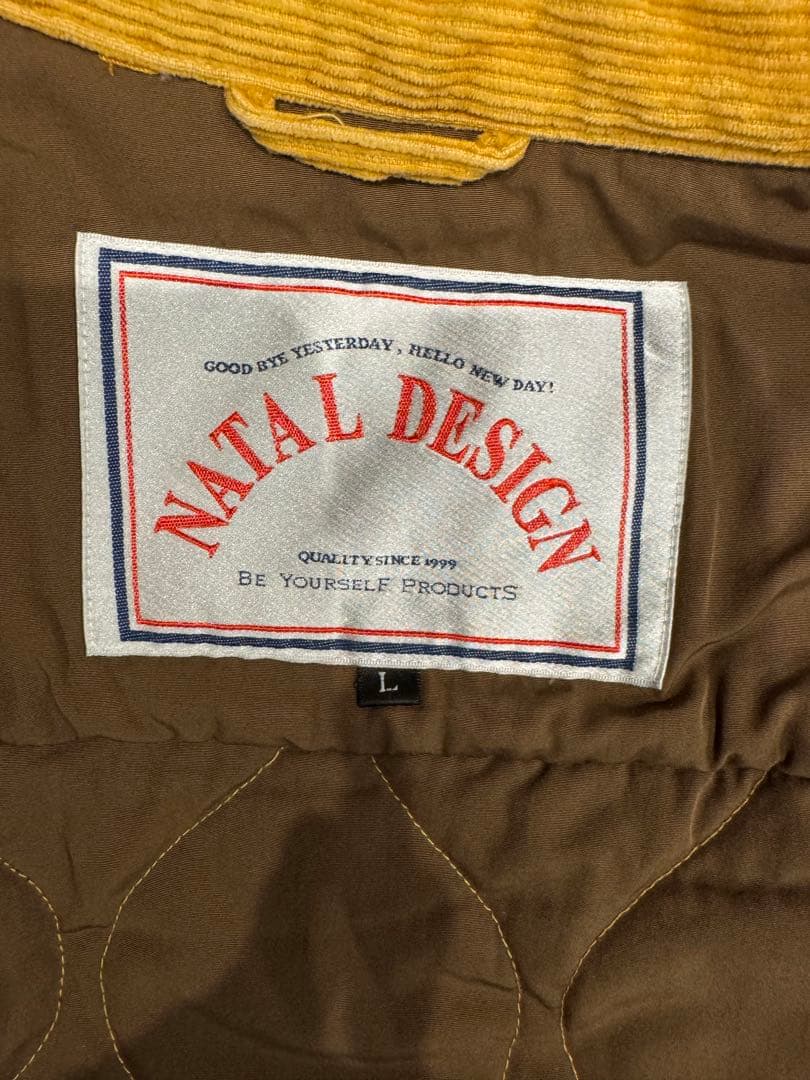 GOOD BYE YESTERDAY, HELLO NEW DAY!
NATAL DESIGN
QUALITY SINCE 1999
BE YOURSELF PRODUCTS
L